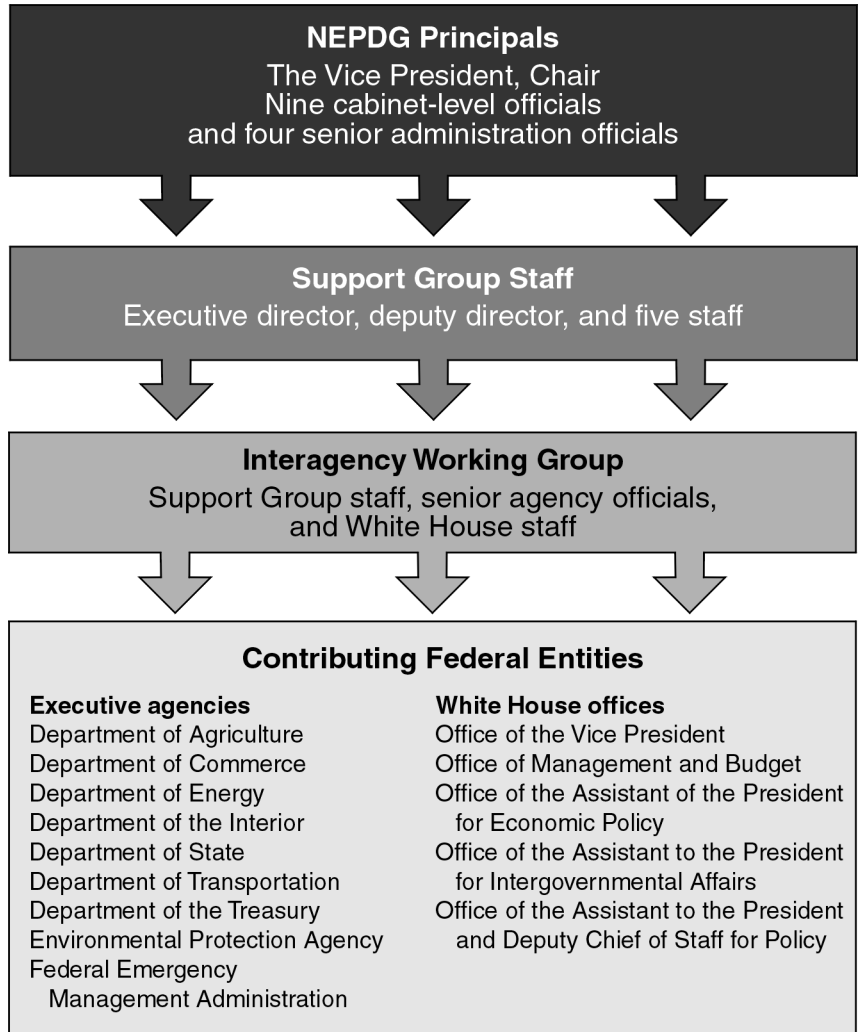 NEPDG Principals
The Vice President, Chair
Nine cabinet-level officials
and four senior administration officials
Support Group Staff
Executive director, deputy director, and five staff
Interagency Working Group
Support Group staff, senior agency officials,
and White House staff
Contributing Federal Entities
Executive agencies
Department of Agriculture
Department of Commerce
Department of Energy
Department of the Interior
Department of State
Department of Transportation
Department of the Treasury
Environmental Protection Agency
Federal Emergency
Management Administration
White House offices
Office of the Vice President
Office of Management and Budget
Office of the Assistant of the President
for Economic Policy
Office of the Assistant to the President
for Intergovernmental Affairs
Office of the Assistant to the President
and Deputy Chief of Staff for Policy